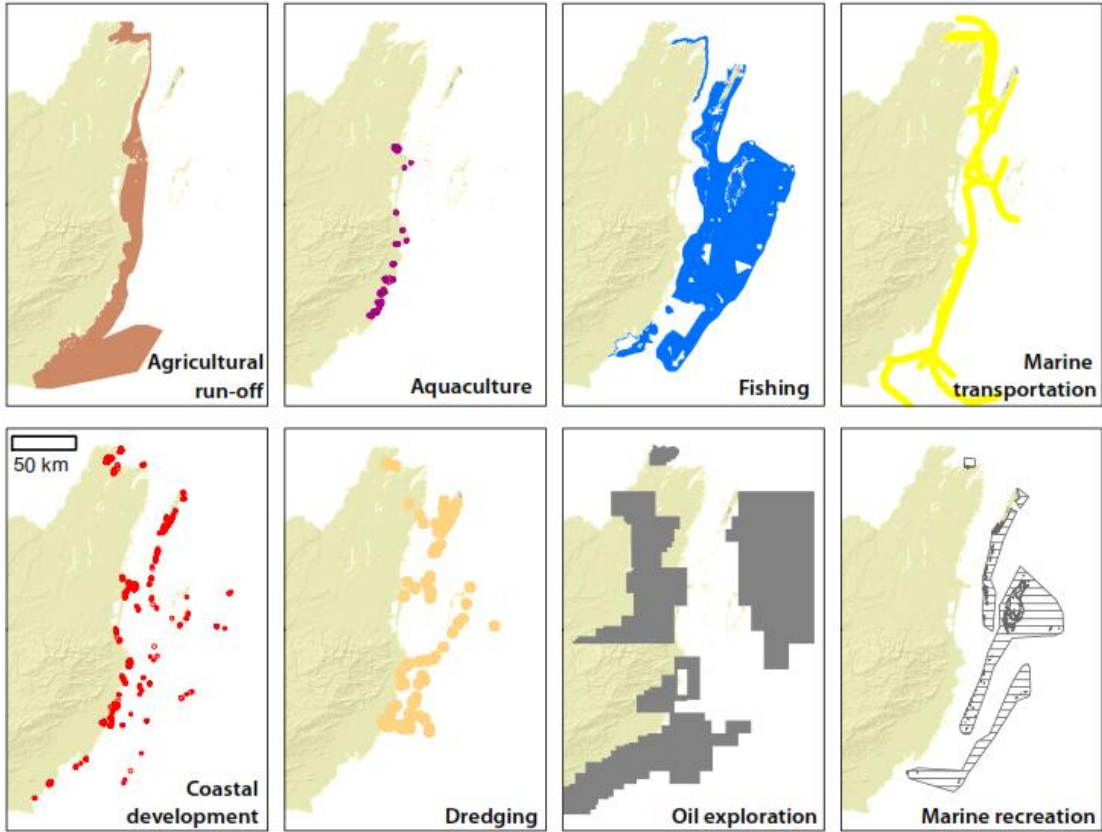 Agricultural
run-off
Aquaculture
Fishing
Marine
transportation
50 km
Coastal
development
Dredging
Oil exploration
Marine recreation